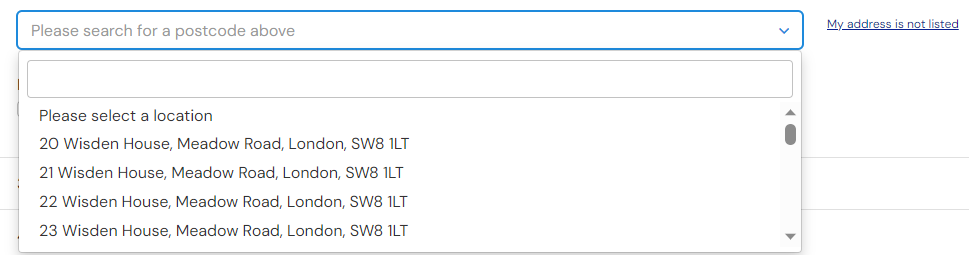 Please search for a postcode above
My address is not listed
Please select a location
20 Wisden House, Meadow Road, London, SW8 1LT
21 Wisden House, Meadow Road, London, SW8 1LT
22 Wisden House, Meadow Road, London, SW8 1LT
23 Wisden House, Meadow Road, London, SW8 1LT